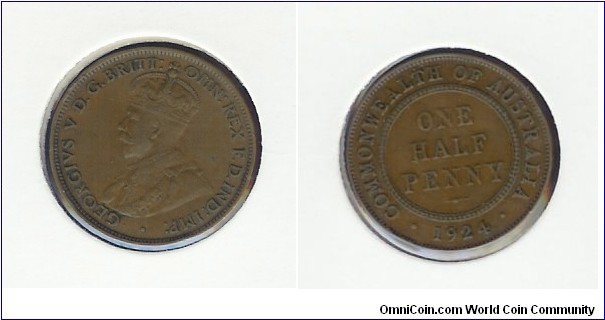 GEORGIVS V D.G.BRITT: OMN:REX F.D.IND:IMP:
COMMONWEALTH OF AUSTRALIA
ONE
HALF
PENNY
· 1924 ·
OmniCoin.com World Coin Community